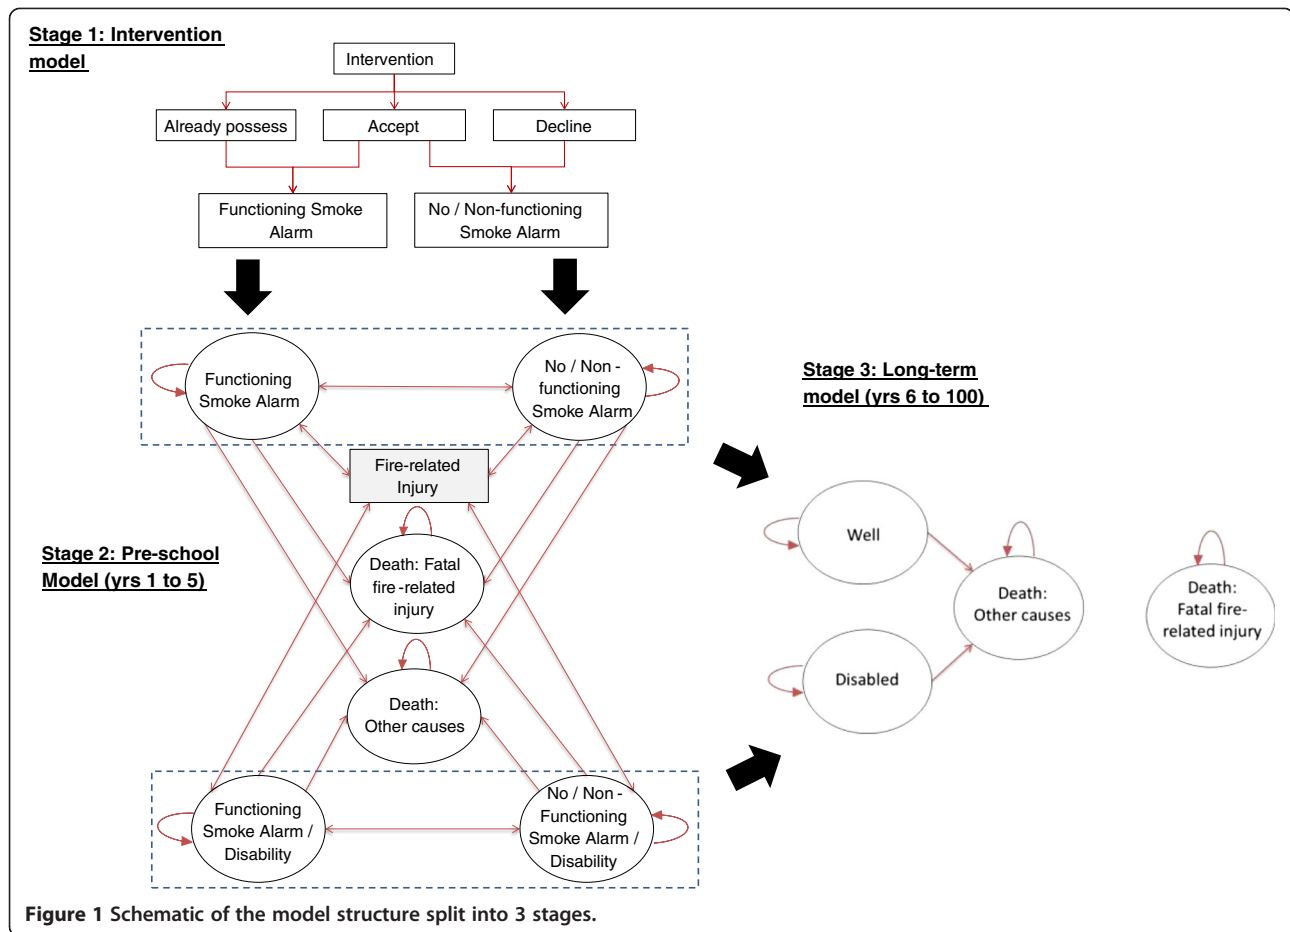 Stage 1: Intervention
model
Intervention
Already possess
Accept
Decline
Functioning Smoke
Alarm
No / Non-functioning
Smoke Alarm
Functioning
Smoke Alarm
No / Non -
functioning
Smoke Alarm
Fire-related
Injury
Stage 2: Pre-school
Model (yrs 1 to 5)
Death: Fatal
fire -related
injury
Death:
Other causes
Functioning
Smoke Alarm /
Disability
No / Non -
Functioning
Smoke Alarm /
Disability
Stage 3: Long-term
model (yrs 6 to 100)
Well
Disabled
Death:
Other causes
Death:
Fatal fire-
related injury
Figure 1 Schematic of the model structure split into 3 stages.